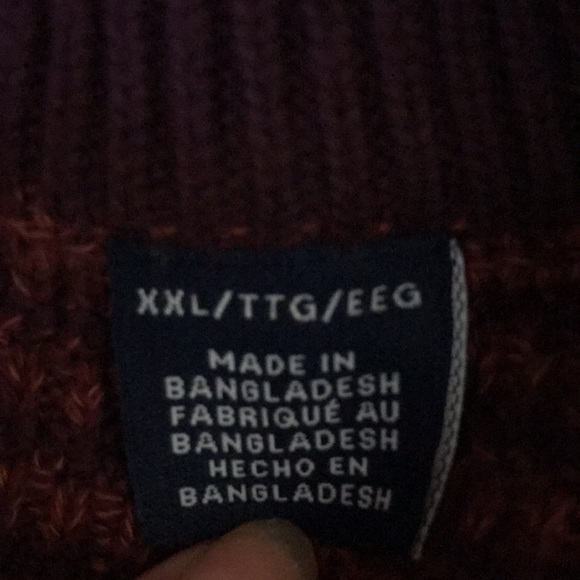 XXL/TTG/EEG
MADE IN
BANGLADESH
FABRIQUÉ AU
BANGLADESH
HECHO EN
BANGLADESH